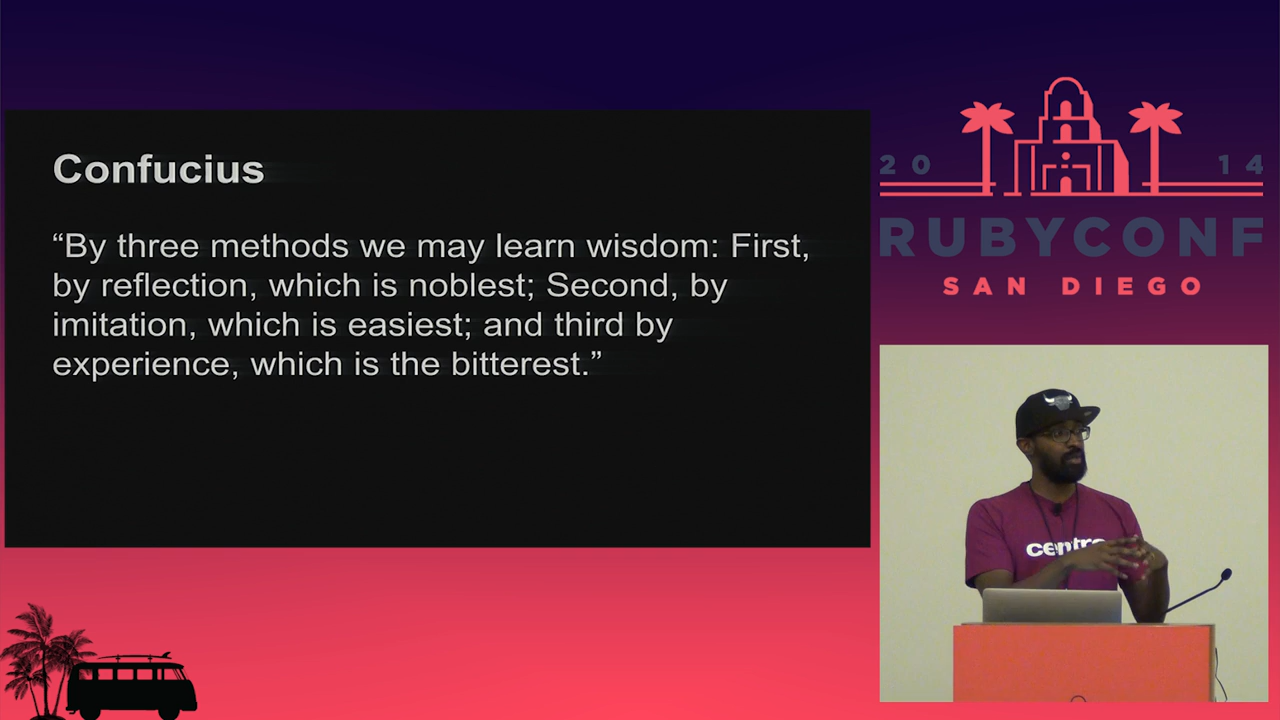 Confucius
“By three methods we may learn wisdom: First,
by reflection, which is noblest; Second, by
imitation, which is easiest; and third by
experience, which is the bitterest.”
20 14
RUBYCONF
SAN DIEGO
centro